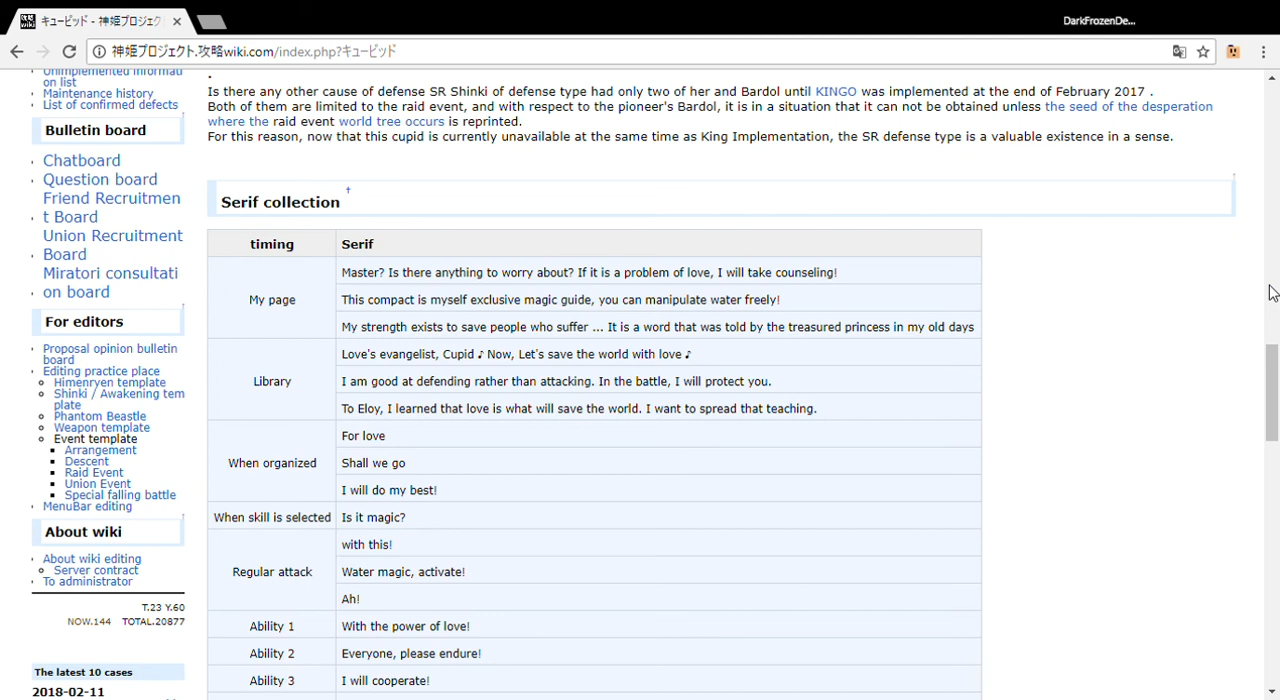 キューピッド - 神姫プロジェク
DarkFrozenDe...
神姫プロジェクト.攻略wiki.com/index.php?キューピッド
Unimplemented informati
on list
Maintenance history
List of confirmed defects
Bulletin board
Chatboard
Question board
Friend Recruitmen
t Board
Union Recruitment
Board
Miratori consultati
on board
For editors
Proposal opinion bulletin
board
Editing practice place
Himenryen template
Shinki / Awakening tem
plate
Phantom Beastle
Weapon template
Event template
Arrangement
Descent
Raid Event
Union Event
Special falling battle
MenuBar editing
About wiki
About wiki editing
Server contract
To administrator
T.23 Y.60
NOW.144 TOTAL.20877
The latest 10 cases
2018-02-11
.
Is there any other cause of defense SR Shinki of defense type had only two of her and Bardol until KINGO was implemented at the end of February 2017 .
Both of them are limited to the raid event, and with respect to the pioneer's Bardol, it is in a situation that it can not be obtained unless the seed of the desperation
where the raid event world tree occurs is reprinted.
For this reason, now that this cupid is currently unavailable at the same time as King Implementation, the SR defense type is a valuable existence in a sense.
Serif collection †
timing Serif
My page
Master? Is there anything to worry about? If it is a problem of love, I will take counseling!
This compact is myself exclusive magic guide, you can manipulate water freely!
My strength exists to save people who suffer ... It is a word that was told by the treasured princess in my old days
Library
Love's evangelist, Cupid ♪ Now, Let's save the world with love ♪
I am good at defending rather than attacking. In the battle, I will protect you.
To Eloy, I learned that love is what will save the world. I want to spread that teaching.
When organized
For love
Shall we go
I will do my best!
When skill is selected Is it magic?
Regular attack
with this!
Water magic, activate!
Ah!
Ability 1 With the power of love!
Ability 2 Everyone, please endure!
Ability 3 I will cooperate!